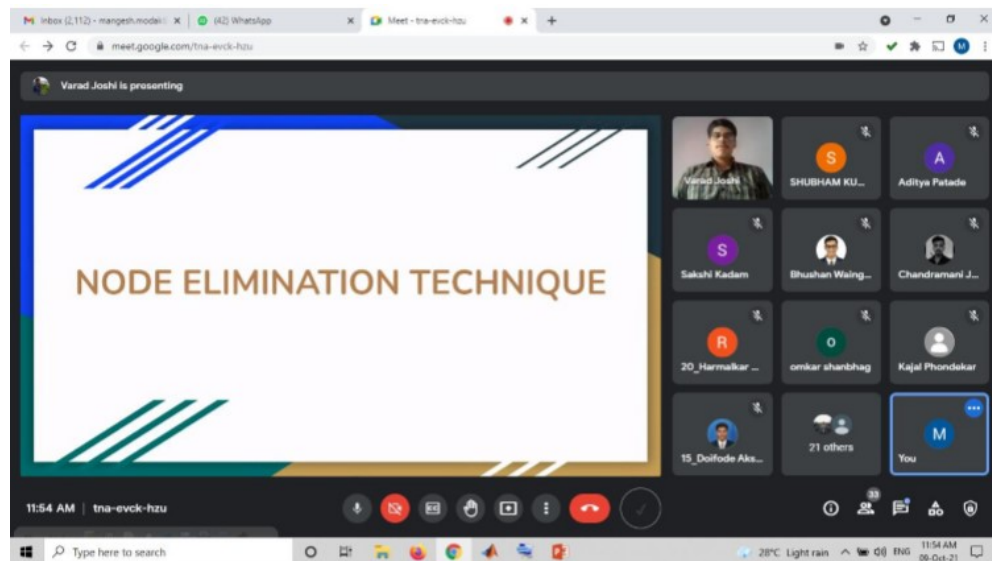 Inbox (2,112) - mangesh.modak
(42) WhatsApp
Meet - tna-evck-hzu
meet.google.com/tna-evck-hzu
M
Varad Joshi is presenting
NODE ELIMINATION TECHNIQUE
Varad Joshi
S
SHUBHAM KU...
A
Aditya Patade
S
Sakshi Kadam
Bhushan Waing...
Chandramani J...
R
20_Harmalkar ...
o
omkar shanbhag
Kajal Phondekar
15_Doifode Aks...
21 others
M
You
11:54 AM | tna-evck-hzu
33
Type here to search
28°C Light rain
ENG
11:54 AM